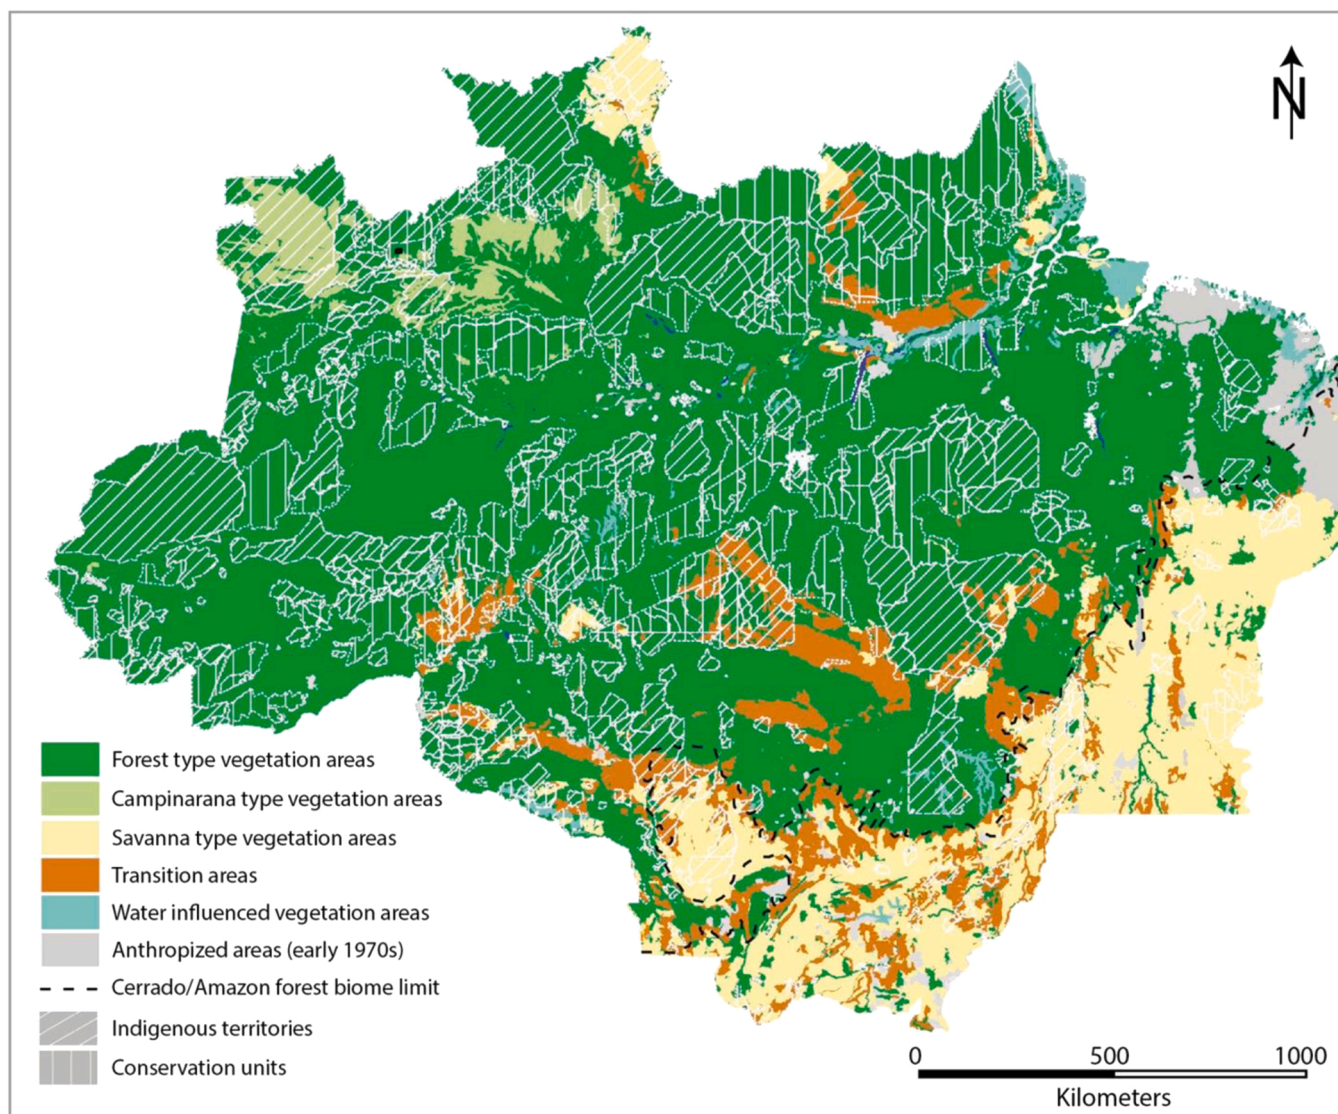 N
Forest type vegetation areas
Campinarana type vegetation areas
Savanna type vegetation areas
Transition areas
Water influenced vegetation areas
Anthropized areas (early 1970s)
Cerrado/Amazon forest biome limit
Indigenous territories
Conservation units
0 500 1000
Kilometers